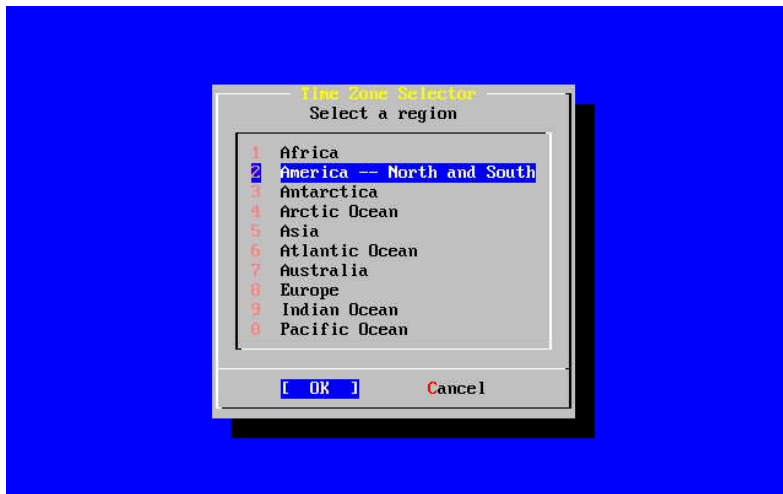 Time Zone Selector
Select a region
1 Africa
2 America -- North and South
3 Antarctica
4 Arctic Ocean
5 Asia
6 Atlantic Ocean
7 Australia
8 Europe
9 Indian Ocean
0 Pacific Ocean
[ OK ] Cancel